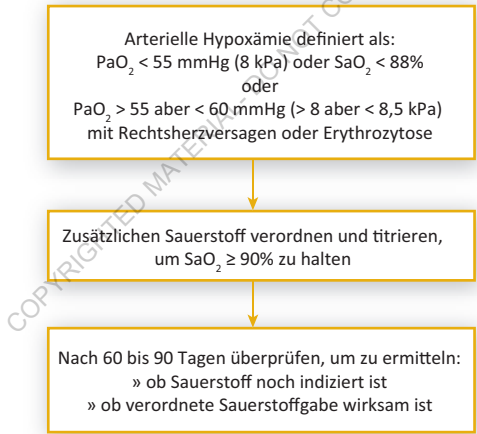 Arterielle Hypoxämie definiert als:
PaO₂ < 55 mmHg (8 kPa) oder SaO₂ < 88%
oder
PaO₂ > 55 aber < 60 mmHg (> 8 aber < 8,5 kPa)
mit Rechtsherzversagen oder Erythrozytose
Zusätzlichen Sauerstoff verordnen und titrieren,
um SaO₂ ≥ 90% zu halten
Nach 60 bis 90 Tagen überprüfen, um zu ermitteln:
» ob Sauerstoff noch indiziert ist
» ob verordnete Sauerstoffgabe wirksam ist
COPYRIGHTED MATERIAL - DO NOT CO